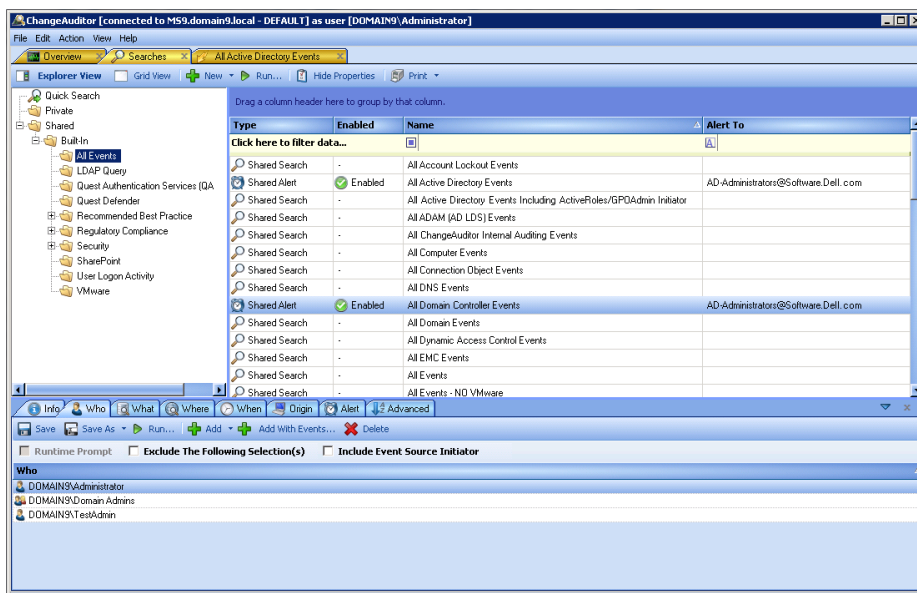 ChangeAuditor [connected to MS9.domain9.local - DEFAULT] as user [DOMAIN9\Administrator]
File Edit Action View Help
Overview Searches All Active Directory Events
Explorer View Grid View New Run... Hide Properties Print
Quick Search
Private
Shared
Built-In
All Events
LDAP Query
Quest Authentication Services (QA
Quest Defender
Recommended Best Practice
Regulatory Compliance
Security
SharePoint
User Logon Activity
VMware
Drag a column header here to group by that column.
Type Enabled Name Alert To
Click here to filter data...
Shared Search - All Account Lockout Events
Shared Alert Enabled All Active Directory Events AD-Administrators@Software.Dell.com
Shared Search - All Active Directory Events Including ActiveRoles/GPOAdmin Initiator
Shared Search - All ADAM (AD LDS) Events
Shared Search - All ChangeAuditor Internal Auditing Events
Shared Search - All Computer Events
Shared Search - All Connection Object Events
Shared Search - All DNS Events
Shared Alert Enabled All Domain Controller Events AD-Administrators@Software.Dell.com
Shared Search - All Domain Events
Shared Search - All Dynamic Access Control Events
Shared Search - All EMC Events
Shared Search - All Events
Shared Search - All Events - NO VMware
Info Who What Where When Origin Alert Advanced
Save Save As Run... Add Add With Events... Delete
Runtime Prompt Exclude The Following Selection(s) Include Event Source Initiator
Who
DOMAIN9\Administrator
DOMAIN9\Domain Admins
DOMAIN9\TestAdmin